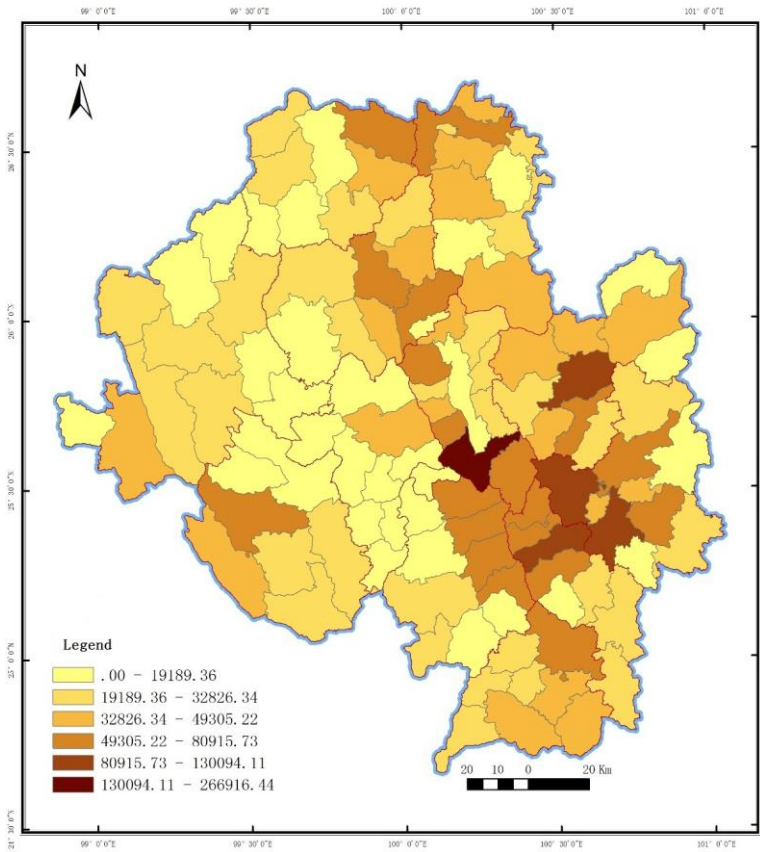 99° 0'0"E 99° 30'0"E 100° 0'0"E 100° 30'0"E 101° 0'0"E
N
26° 30'0"N
26° 0'0"N
25° 30'0"N
25° 0'0"N
24° 30'0"N
Legend
.00 - 19189.36
19189.36 - 32826.34
32826.34 - 49305.22
49305.22 - 80915.73
80915.73 - 130094.11
130094.11 - 266916.44
20 10 0 20 Km
99° 0'0"E 99° 30'0"E 100° 0'0"E 100° 30'0"E 101° 0'0"E